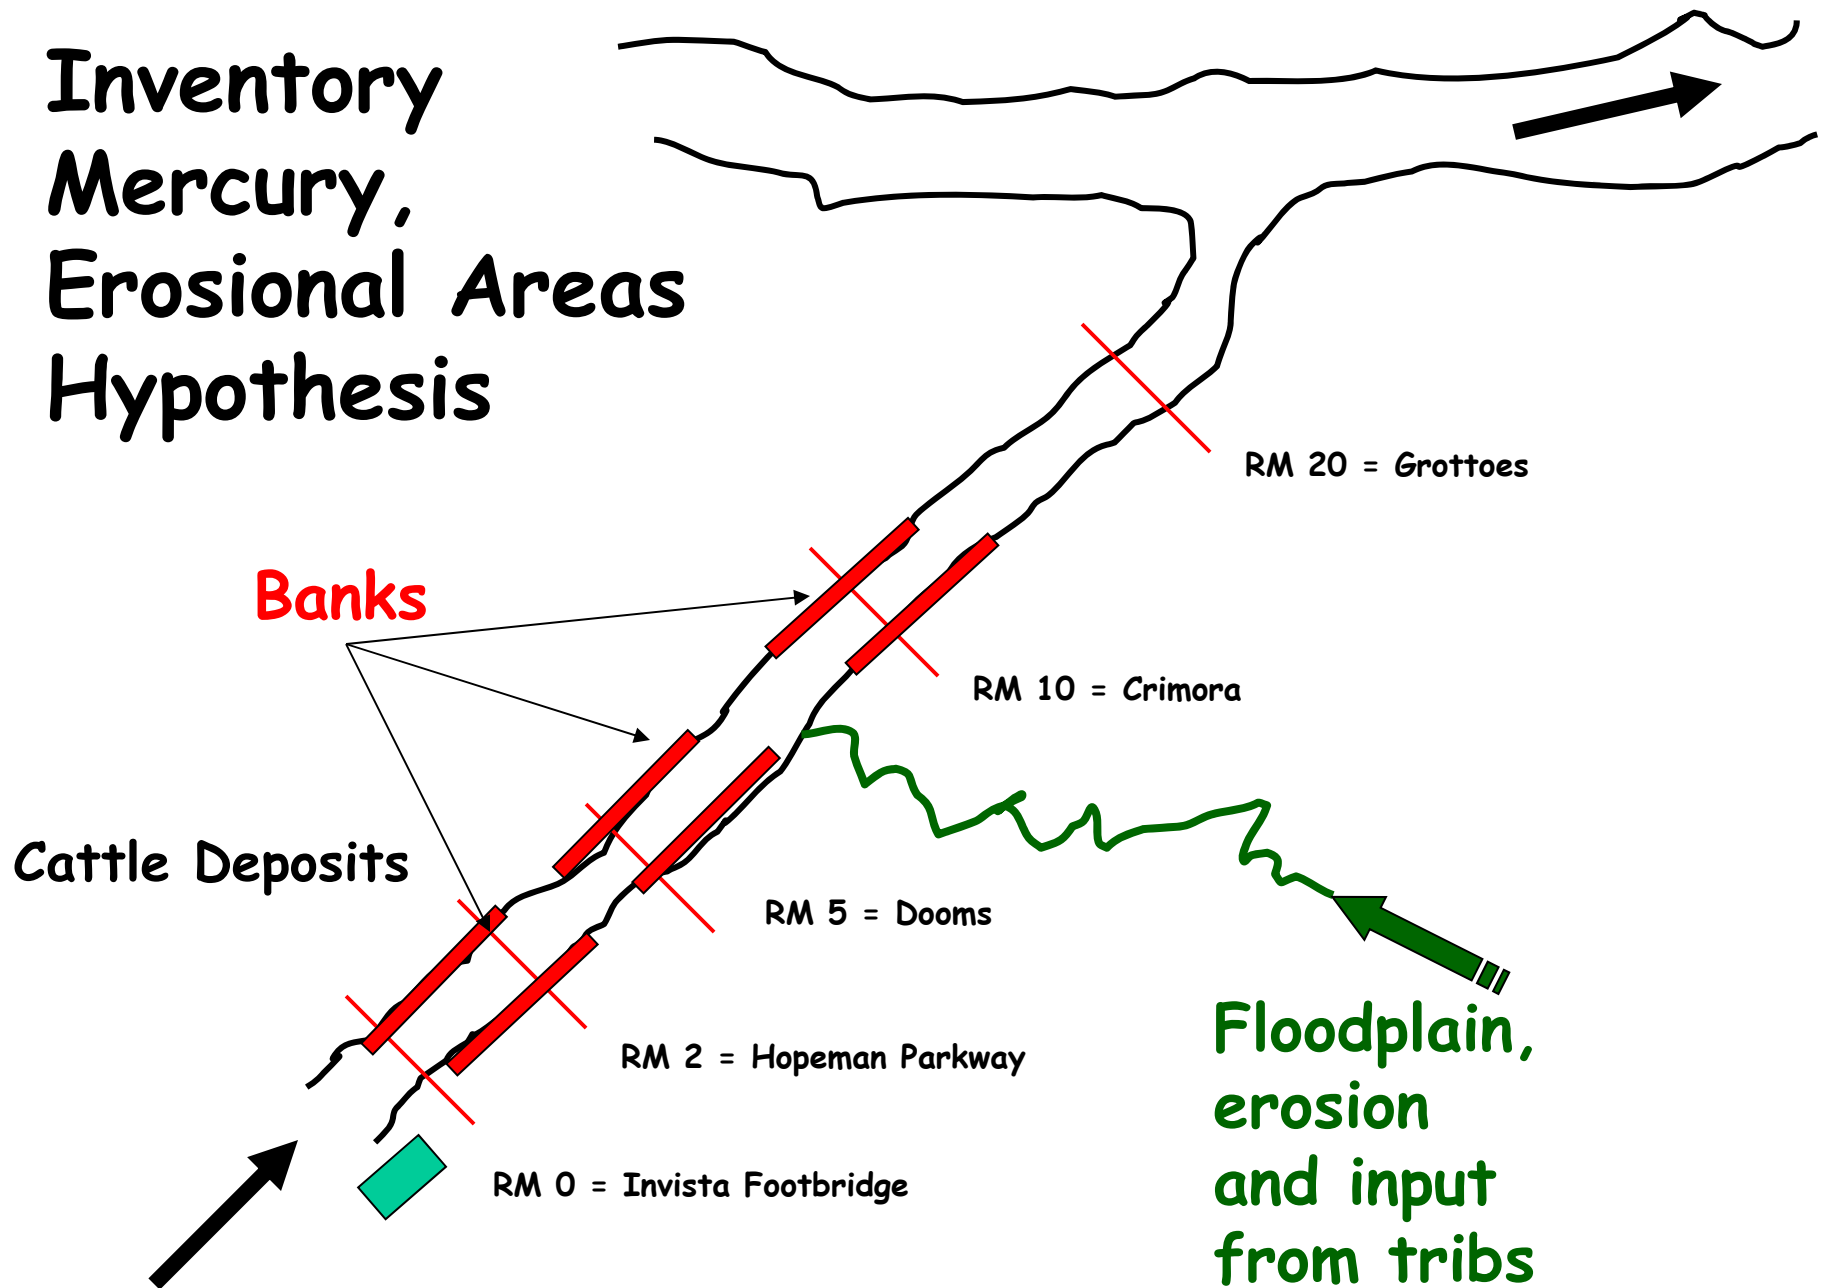 Inventory
Mercury,
Erosional Areas
Hypothesis
RM 20 = Grottoes
Banks
RM 10 = Crimora
Cattle Deposits
RM 5 = Dooms
RM 2 = Hopeman Parkway
RM 0 = Invista Footbridge
Floodplain,
erosion
and input
from tribs